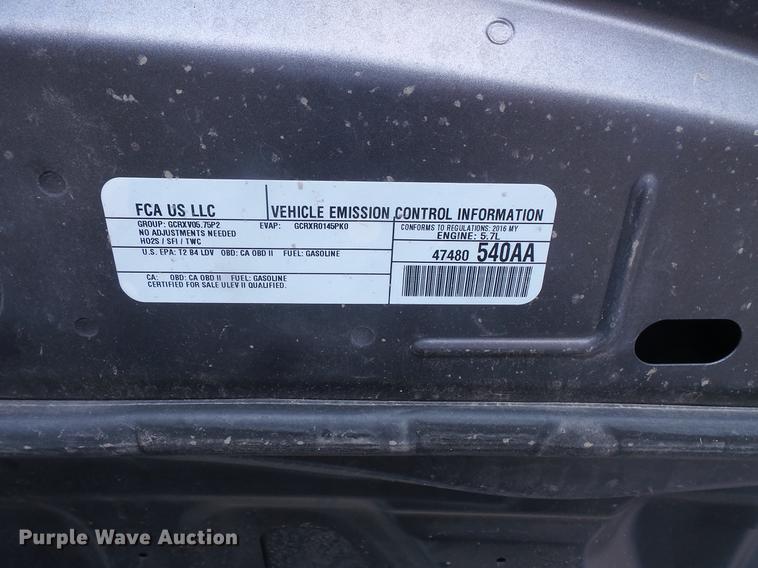 FCA US LLC
VEHICLE EMISSION CONTROL INFORMATION
GROUP: GCRXV05.75P2 EVAP: GCRXR0145PK0
NO ADJUSTMENTS NEEDED
HO2S / SFI / TWC
CONFORMS TO REGULATIONS: 2016 MY
ENGINE: 5.7L
U.S. EPA: T2 B4 LDV OBD: CA OBD II FUEL: GASOLINE
47480 540AA
CA: OBD: CA OBD II FUEL: GASOLINE
CERTIFIED FOR SALE ULEV II QUALIFIED.
Purple Wave Auction